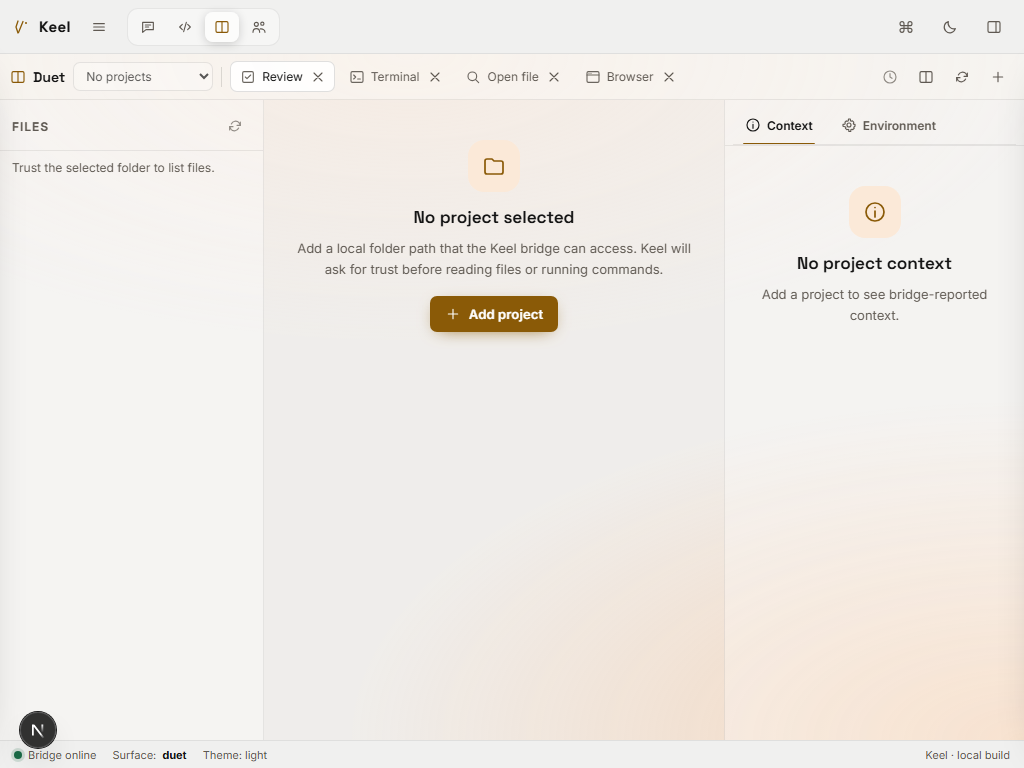 Keel
Duet
No projects
Review
Terminal
Open file
Browser
FILES
Trust the selected folder to list files.
No project selected
Add a local folder path that the Keel bridge can access. Keel will
ask for trust before reading files or running commands.
Add project
Context
Environment
No project context
Add a project to see bridge-reported
context.
N
Bridge online
Surface: duet
Theme: light
Keel · local build